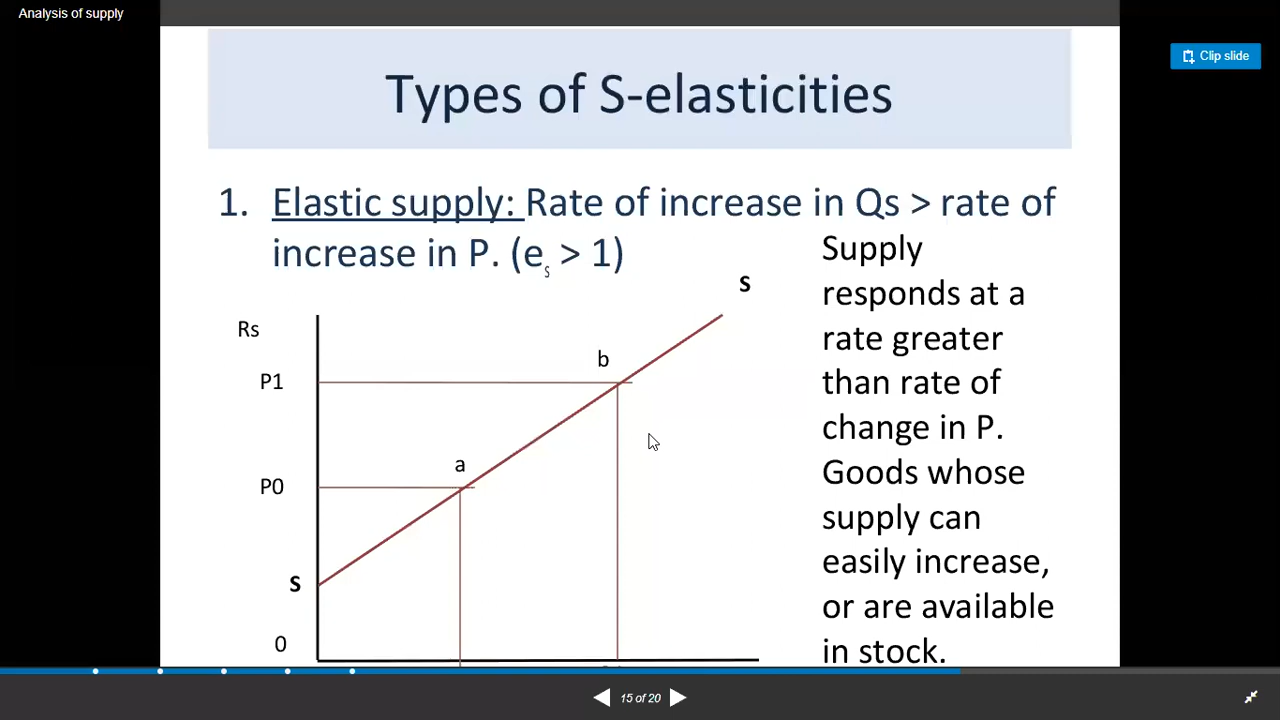 Analysis of supply
Clip slide
Types of S-elasticities
1. Elastic supply: Rate of increase in Qs > rate of
increase in P. (es > 1)
Supply
responds at a
rate greater
than rate of
change in P.
Goods whose
supply can
easily increase,
or are available
in stock.
S
Rs
b
P1
a
P0
S
0
15 of 20